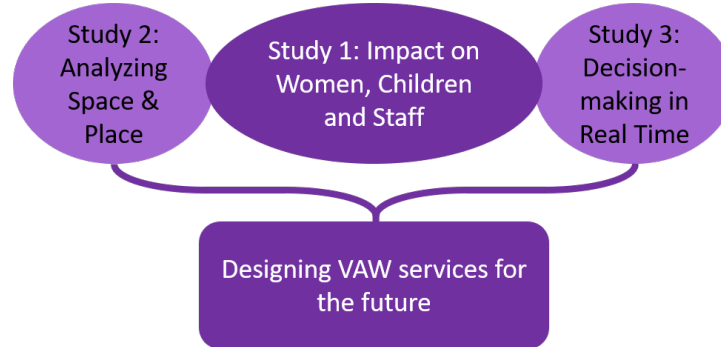 Study 2:
Analyzing
Space &
Place
Study 1: Impact on
Women, Children
and Staff
Study 3:
Decision-
making in
Real Time
Designing VAW services for
the future